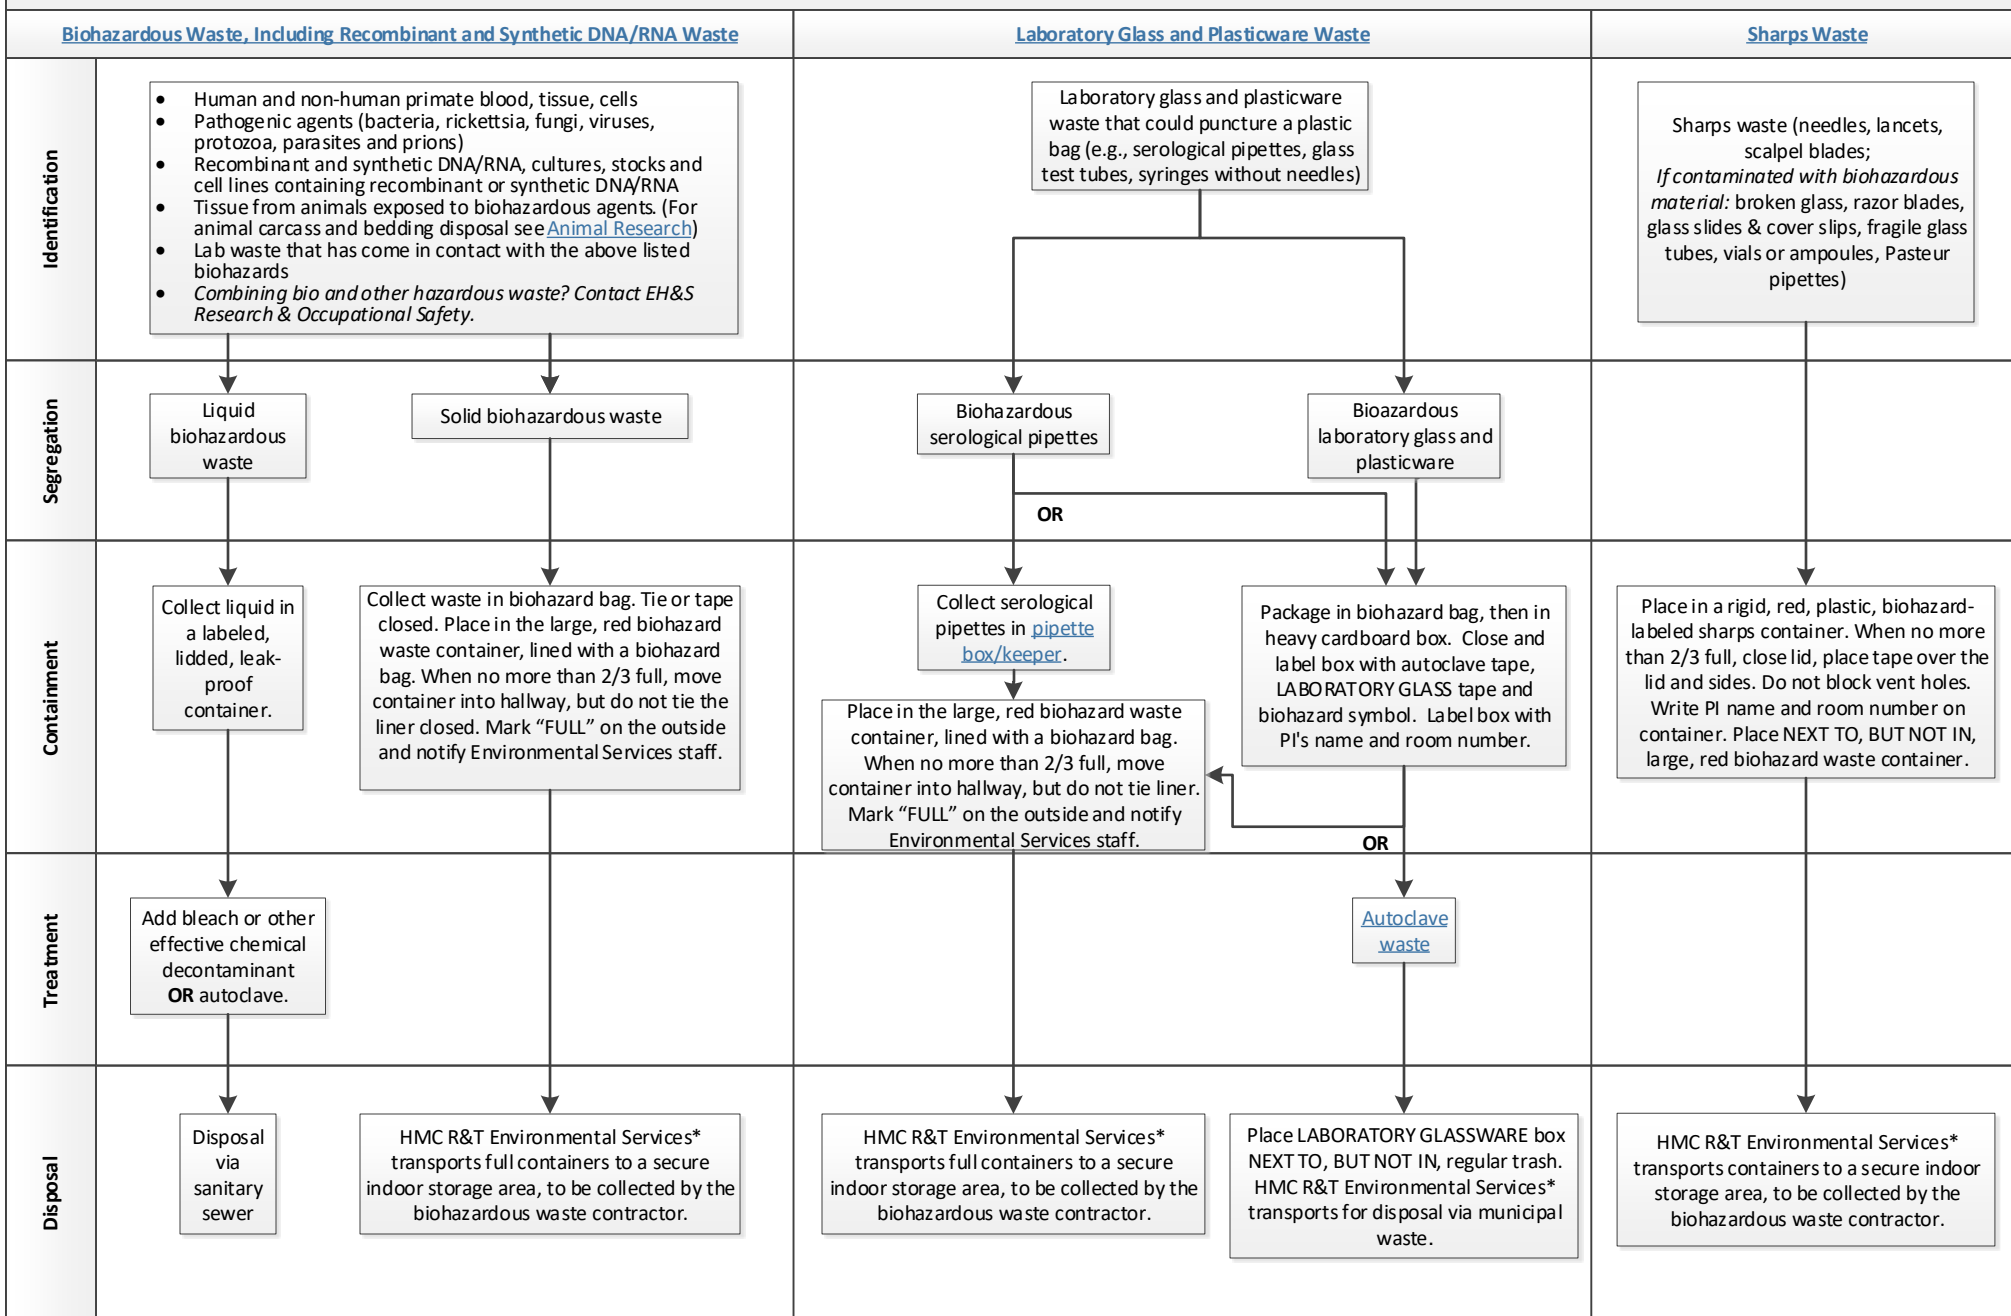 Biohazardous Waste, Including Recombinant and Synthetic DNA/RNA Waste
Laboratory Glass and Plasticware Waste
Sharps Waste
Identification
• Human and non-human primate blood, tissue, cells
• Pathogenic agents (bacteria, rickettsia, fungi, viruses,
protozoa, parasites and prions)
• Recombinant and synthetic DNA/RNA, cultures, stocks and
cell lines containing recombinant or synthetic DNA/RNA
• Tissue from animals exposed to biohazardous agents. (For
animal carcass and bedding disposal see Animal Research)
• Lab waste that has come in contact with the above listed
biohazards
• Combining bio and other hazardous waste? Contact EH&S
Research & Occupational Safety.
Laboratory glass and plasticware
waste that could puncture a plastic
bag (e.g., serological pipettes, glass
test tubes, syringes without needles)
Sharps waste (needles, lancets,
scalpel blades;
If contaminated with biohazardous
material: broken glass, razor blades,
glass slides & cover slips, fragile glass
tubes, vials or ampoules, Pasteur
pipettes)
Segregation
Liquid
biohazardous
waste
Solid biohazardous waste
Biohazardous
serological pipettes
Bioazardous
laboratory glass and
plasticware
OR
Containment
Collect liquid in
a labeled,
lidded, leak-
proof
container.
Collect waste in biohazard bag. Tie or tape
closed. Place in the large, red biohazard
waste container, lined with a biohazard
bag. When no more than 2/3 full, move
container into hallway, but do not tie the
liner closed. Mark “FULL” on the outside
and notify Environmental Services staff.
Collect serological
pipettes in pipette
box/keeper.
Place in the large, red biohazard waste
container, lined with a biohazard bag.
When no more than 2/3 full, move
container into hallway, but do not tie liner.
Mark “FULL” on the outside and notify
Environmental Services staff.
Package in biohazard bag, then in
heavy cardboard box. Close and
label box with autoclave tape,
LABORATORY GLASS tape and
biohazard symbol. Label box with
PI's name and room number.
OR
Place in a rigid, red, plastic, biohazard-
labeled sharps container. When no more
than 2/3 full, close lid, place tape over the
lid and sides. Do not block vent holes.
Write PI name and room number on
container. Place NEXT TO, BUT NOT IN,
large, red biohazard waste container.
Treatment
Add bleach or other
effective chemical
decontaminant
OR autoclave.
Autoclave
waste
Disposal
Disposal
via
sanitary
sewer
HMC R&T Environmental Services*
transports full containers to a secure
indoor storage area, to be collected by the
biohazardous waste contractor.
HMC R&T Environmental Services*
transports full containers to a secure
indoor storage area, to be collected by the
biohazardous waste contractor.
Place LABORATORY GLASSWARE box
NEXT TO, BUT NOT IN, regular trash.
HMC R&T Environmental Services*
transports for disposal via municipal
waste.
HMC R&T Environmental Services*
transports containers to a secure indoor
storage area, to be collected by the
biohazardous waste contractor.